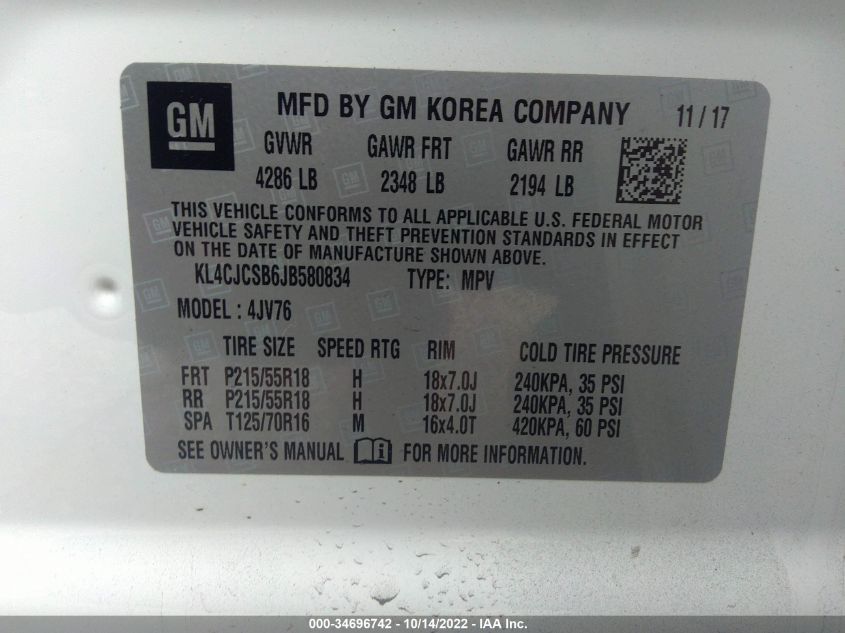 GM
MFD BY GM KOREA COMPANY 11/17
GVWR GAWR FRT GAWR RR
4286 LB 2348 LB 2194 LB
THIS VEHICLE CONFORMS TO ALL APPLICABLE U.S. FEDERAL MOTOR
VEHICLE SAFETY AND THEFT PREVENTION STANDARDS IN EFFECT
ON THE DATE OF MANUFACTURE SHOWN ABOVE.
KL4CJCSB6JB580834 TYPE: MPV
MODEL : 4JV76
TIRE SIZE SPEED RTG RIM COLD TIRE PRESSURE
FRT P215/55R18 H 18x7.0J 240KPA, 35 PSI
RR P215/55R18 H 18x7.0J 240KPA, 35 PSI
SPA T125/70R16 M 16x4.0T 420KPA, 60 PSI
SEE OWNER'S MANUAL i FOR MORE INFORMATION.
000-34696742 - 10/14/2022 - IAA Inc.